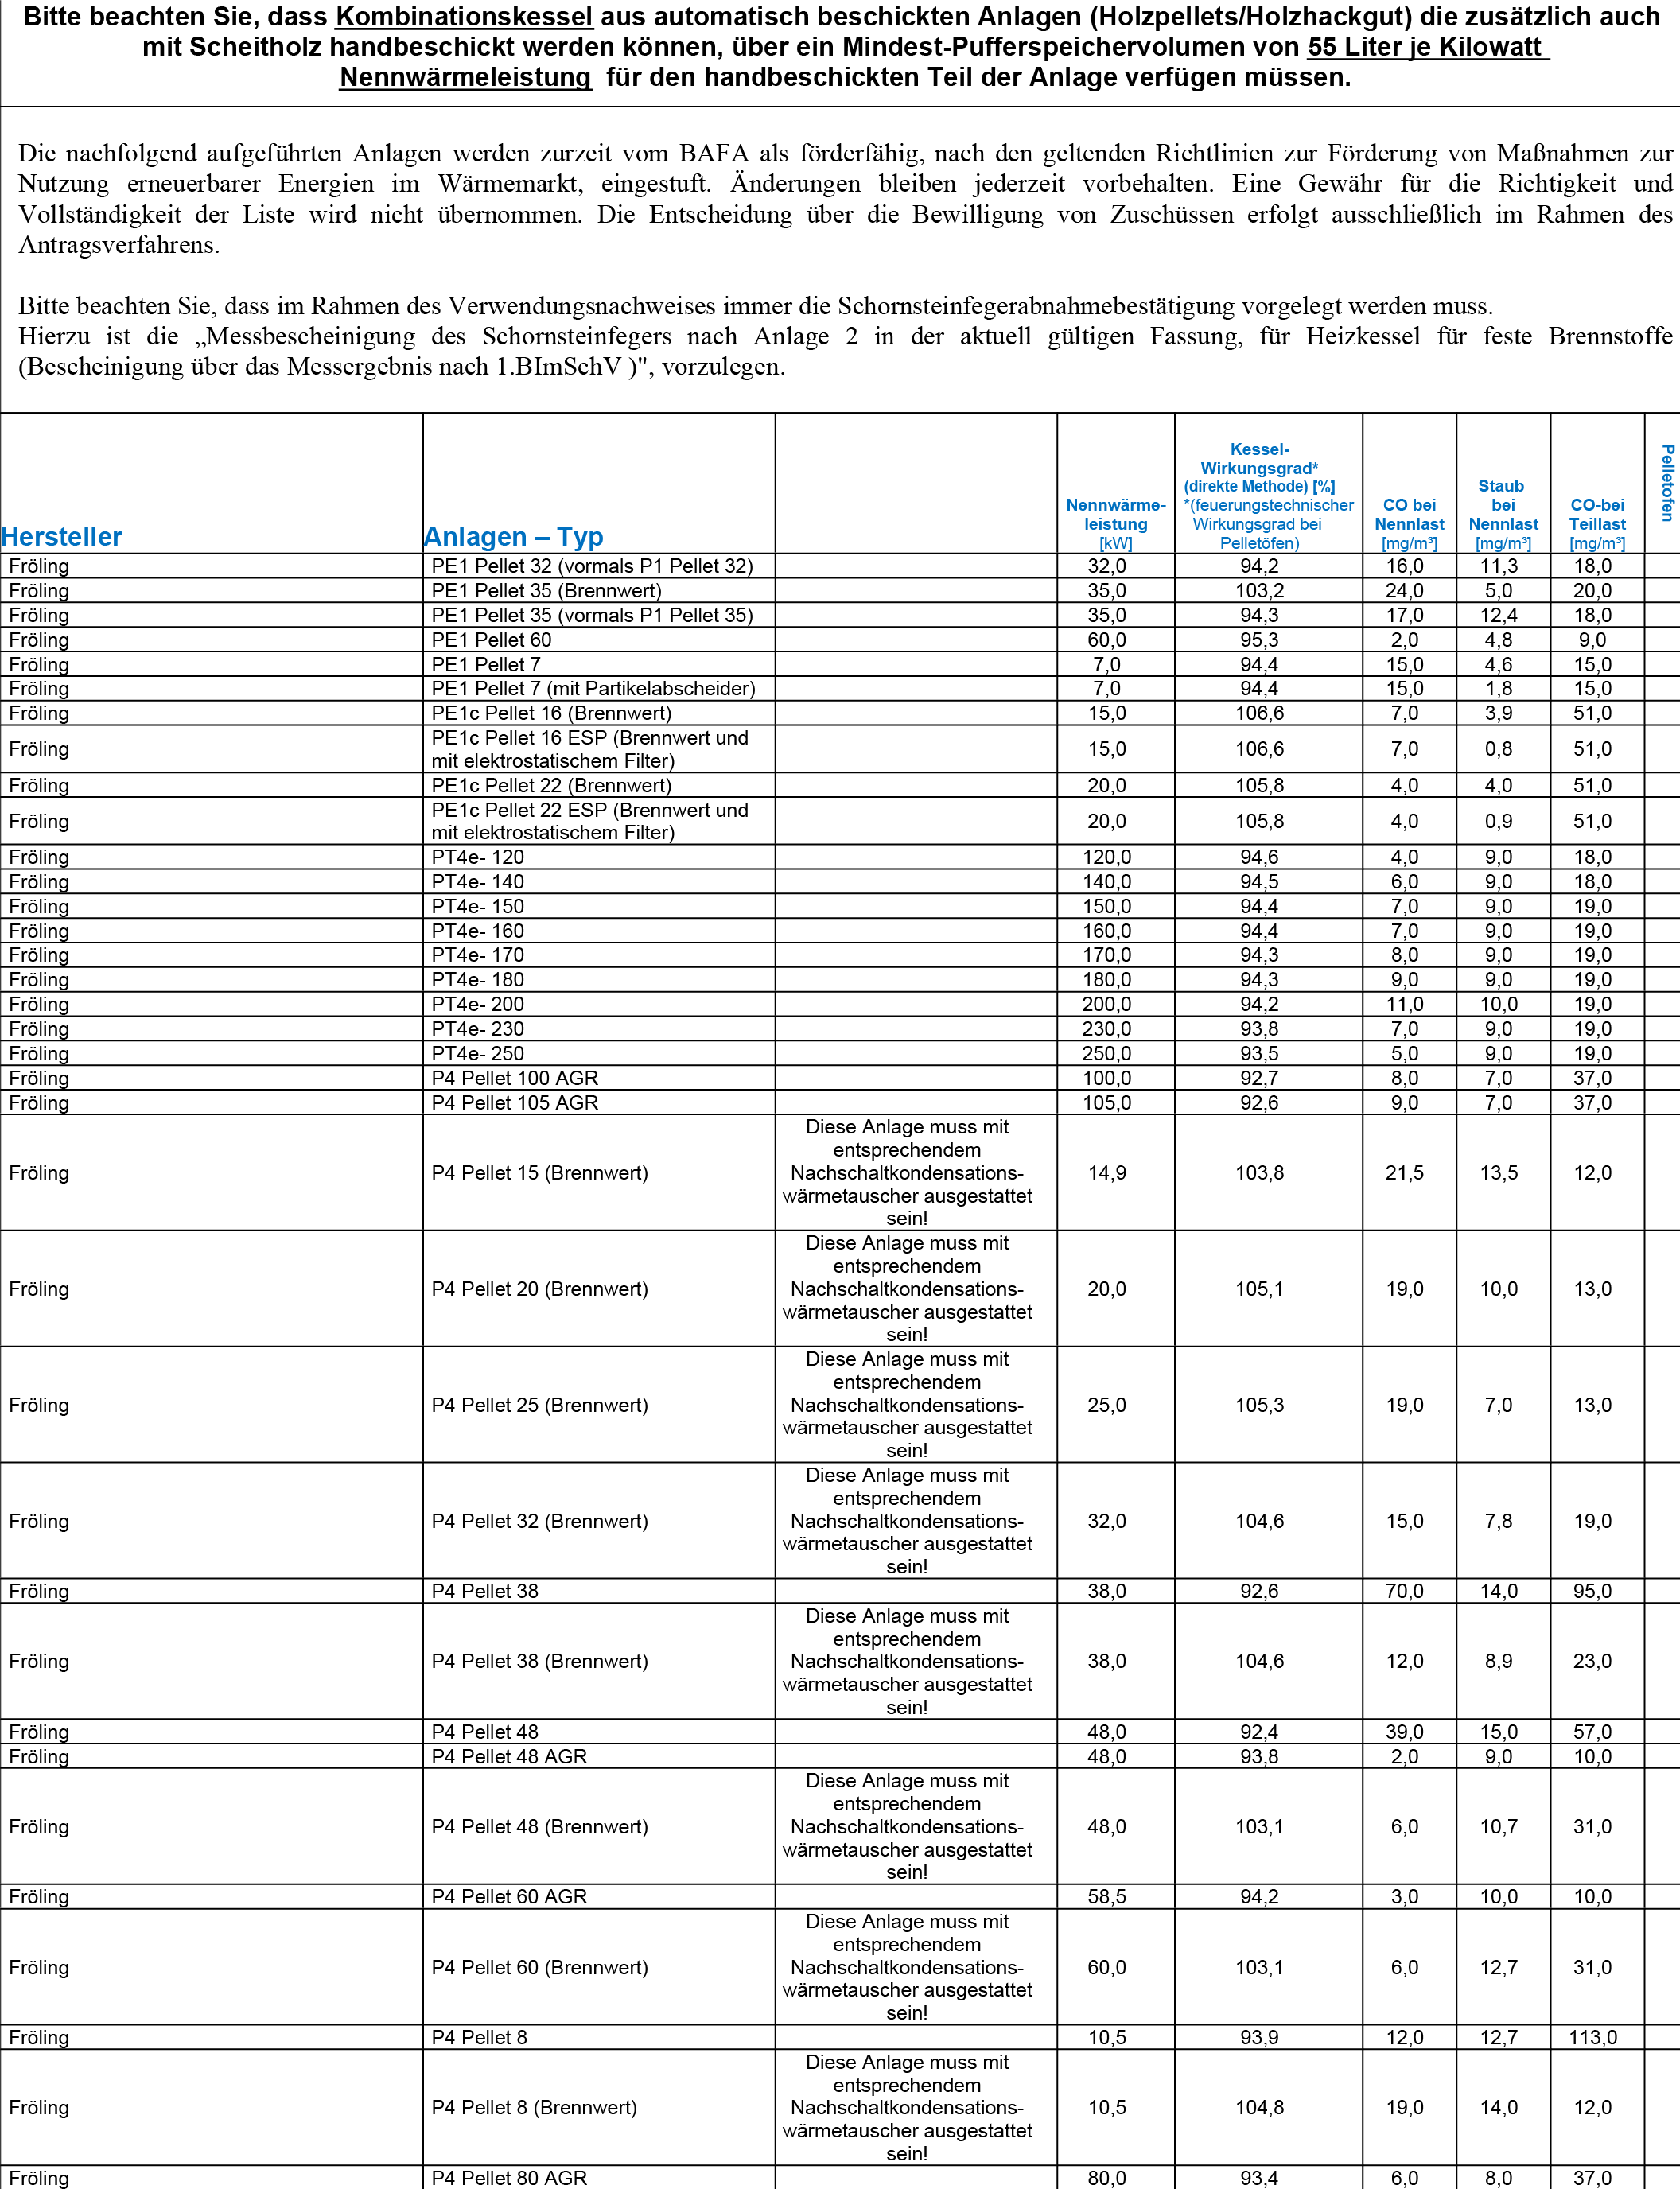 Bitte beachten Sie, dass Kombinationskessel aus automatisch beschickten Anlagen (Holzpellets/Holzhackgut) die zusätzlich auch
mit Scheitholz handbeschickt werden können, über ein Mindest-Pufferspeichervolumen von 55 Liter je Kilowatt
Nennwärmeleistung für den handbeschickten Teil der Anlage verfügen müssen.
Die nachfolgend aufgeführten Anlagen werden zurzeit vom BAFA als förderfähig, nach den geltenden Richtlinien zur Förderung von Maßnahmen zur
Nutzung erneuerbarer Energien im Wärmemarkt, eingestuft. Änderungen bleiben jederzeit vorbehalten. Eine Gewähr für die Richtigkeit und
Vollständigkeit der Liste wird nicht übernommen. Die Entscheidung über die Bewilligung von Zuschüssen erfolgt ausschließlich im Rahmen des
Antragsverfahrens.
Bitte beachten Sie, dass im Rahmen des Verwendungsnachweises immer die Schornsteinfegerabnahmebestätigung vorgelegt werden muss.
Hierzu ist die „Messbescheinigung des Schornsteinfegers nach Anlage 2 in der aktuell gültigen Fassung, für Heizkessel für feste Brennstoffe
(Bescheinigung über das Messergebnis nach 1.BImSchV )", vorzulegen.
Hersteller
Anlagen – Typ
Nennwärme-
leistung
[kW]
Kessel-
Wirkungsgrad*
(direkte Methode) [%]
*(feuerungstechnischer
Wirkungsgrad bei
Pelletöfen)
CO bei
Nennlast
[mg/m³]
Staub
bei
Nennlast
[mg/m³]
CO-bei
Teillast
[mg/m³]
Pelletofen
Fröling PE1 Pellet 32 (vormals P1 Pellet 32) 32,0 94,2 16,0 11,3 18,0
Fröling PE1 Pellet 35 (Brennwert) 35,0 103,2 24,0 5,0 20,0
Fröling PE1 Pellet 35 (vormals P1 Pellet 35) 35,0 94,3 17,0 12,4 18,0
Fröling PE1 Pellet 60 60,0 95,3 2,0 4,8 9,0
Fröling PE1 Pellet 7 7,0 94,4 15,0 4,6 15,0
Fröling PE1 Pellet 7 (mit Partikelabscheider) 7,0 94,4 15,0 1,8 15,0
Fröling PE1c Pellet 16 (Brennwert) 15,0 106,6 7,0 3,9 51,0
Fröling PE1c Pellet 16 ESP (Brennwert und
mit elektrostatischem Filter) 15,0 106,6 7,0 0,8 51,0
Fröling PE1c Pellet 22 (Brennwert) 20,0 105,8 4,0 4,0 51,0
Fröling PE1c Pellet 22 ESP (Brennwert und
mit elektrostatischem Filter) 20,0 105,8 4,0 0,9 51,0
Fröling PT4e- 120 120,0 94,6 4,0 9,0 18,0
Fröling PT4e- 140 140,0 94,5 6,0 9,0 18,0
Fröling PT4e- 150 150,0 94,4 7,0 9,0 19,0
Fröling PT4e- 160 160,0 94,4 7,0 9,0 19,0
Fröling PT4e- 170 170,0 94,3 8,0 9,0 19,0
Fröling PT4e- 180 180,0 94,3 9,0 9,0 19,0
Fröling PT4e- 200 200,0 94,2 11,0 10,0 19,0
Fröling PT4e- 230 230,0 93,8 7,0 9,0 19,0
Fröling PT4e- 250 250,0 93,5 5,0 9,0 19,0
Fröling P4 Pellet 100 AGR 100,0 92,7 8,0 7,0 37,0
Fröling P4 Pellet 105 AGR 105,0 92,6 9,0 7,0 37,0
Diese Anlage muss mit
entsprechendem
Fröling P4 Pellet 15 (Brennwert) Nachschaltkondensations- 14,9 103,8 21,5 13,5 12,0
wärmetauscher ausgestattet
sein!
Diese Anlage muss mit
entsprechendem
Fröling P4 Pellet 20 (Brennwert) Nachschaltkondensations- 20,0 105,1 19,0 10,0 13,0
wärmetauscher ausgestattet
sein!
Diese Anlage muss mit
entsprechendem
Fröling P4 Pellet 25 (Brennwert) Nachschaltkondensations- 25,0 105,3 19,0 7,0 13,0
wärmetauscher ausgestattet
sein!
Diese Anlage muss mit
entsprechendem
Fröling P4 Pellet 32 (Brennwert) Nachschaltkondensations- 32,0 104,6 15,0 7,8 19,0
wärmetauscher ausgestattet
sein!
Fröling P4 Pellet 38 38,0 92,6 70,0 14,0 95,0
Diese Anlage muss mit
entsprechendem
Fröling P4 Pellet 38 (Brennwert) Nachschaltkondensations- 38,0 104,6 12,0 8,9 23,0
wärmetauscher ausgestattet
sein!
Fröling P4 Pellet 48 48,0 92,4 39,0 15,0 57,0
Fröling P4 Pellet 48 AGR 48,0 93,8 2,0 9,0 10,0
Diese Anlage muss mit
entsprechendem
Fröling P4 Pellet 48 (Brennwert) Nachschaltkondensations- 48,0 103,1 6,0 10,7 31,0
wärmetauscher ausgestattet
sein!
Fröling P4 Pellet 60 AGR 58,5 94,2 3,0 10,0 10,0
Diese Anlage muss mit
entsprechendem
Fröling P4 Pellet 60 (Brennwert) Nachschaltkondensations- 60,0 103,1 6,0 12,7 31,0
wärmetauscher ausgestattet
sein!
Fröling P4 Pellet 8 10,5 93,9 12,0 12,7 113,0
Diese Anlage muss mit
entsprechendem
Fröling P4 Pellet 8 (Brennwert) Nachschaltkondensations- 10,5 104,8 19,0 14,0 12,0
wärmetauscher ausgestattet
sein!
Fröling P4 Pellet 80 AGR 80,0 93,4 6,0 8,0 37,0